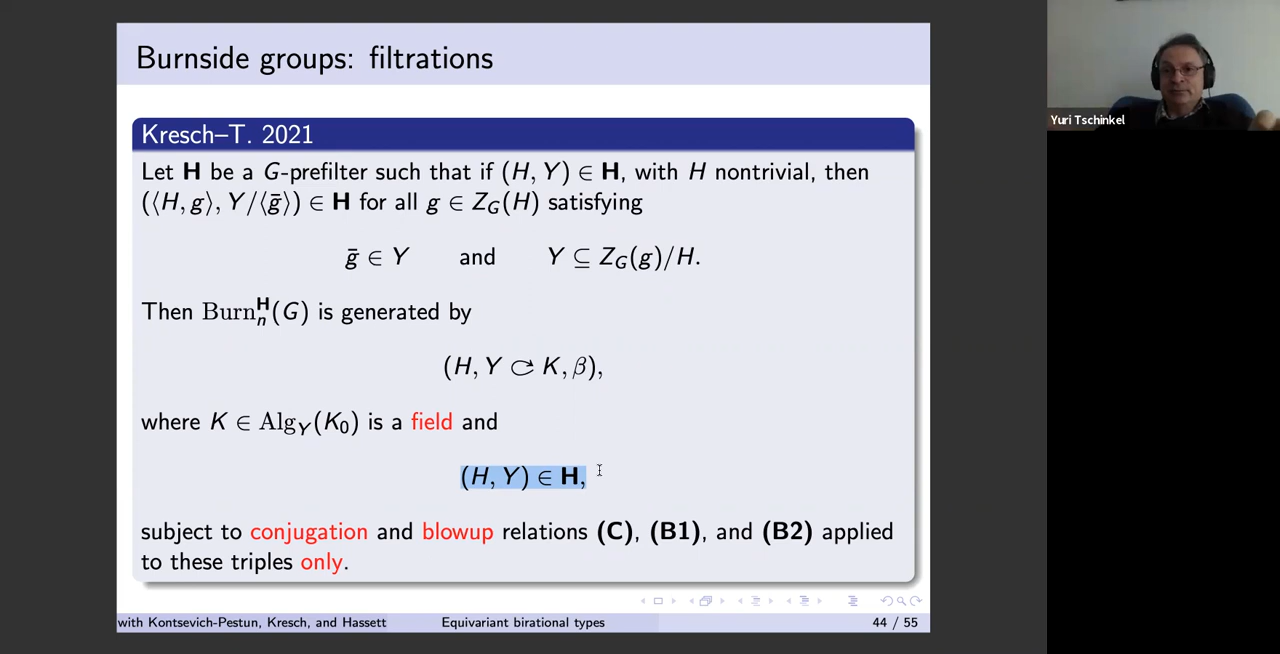 Burnside groups: filtrations
Kresch–T. 2021
Let H be a G-prefilter such that if (H, Y) ∈ H, with H nontrivial, then
(⟨H, g⟩, Y/⟨ḡ⟩) ∈ H for all g ∈ Z_G(H) satisfying
ḡ ∈ Y and Y ⊆ Z_G(g)/H.
Then Burn_n^H(G) is generated by
(H, Y ⟳ K, β),
where K ∈ Alg_Y(K_0) is a field and
(H, Y) ∈ H,
subject to conjugation and blowup relations (C), (B1), and (B2) applied
to these triples only.
with Kontsevich-Pestun, Kresch, and Hassett
Equivariant birational types
44 / 55
Yuri Tschinkel